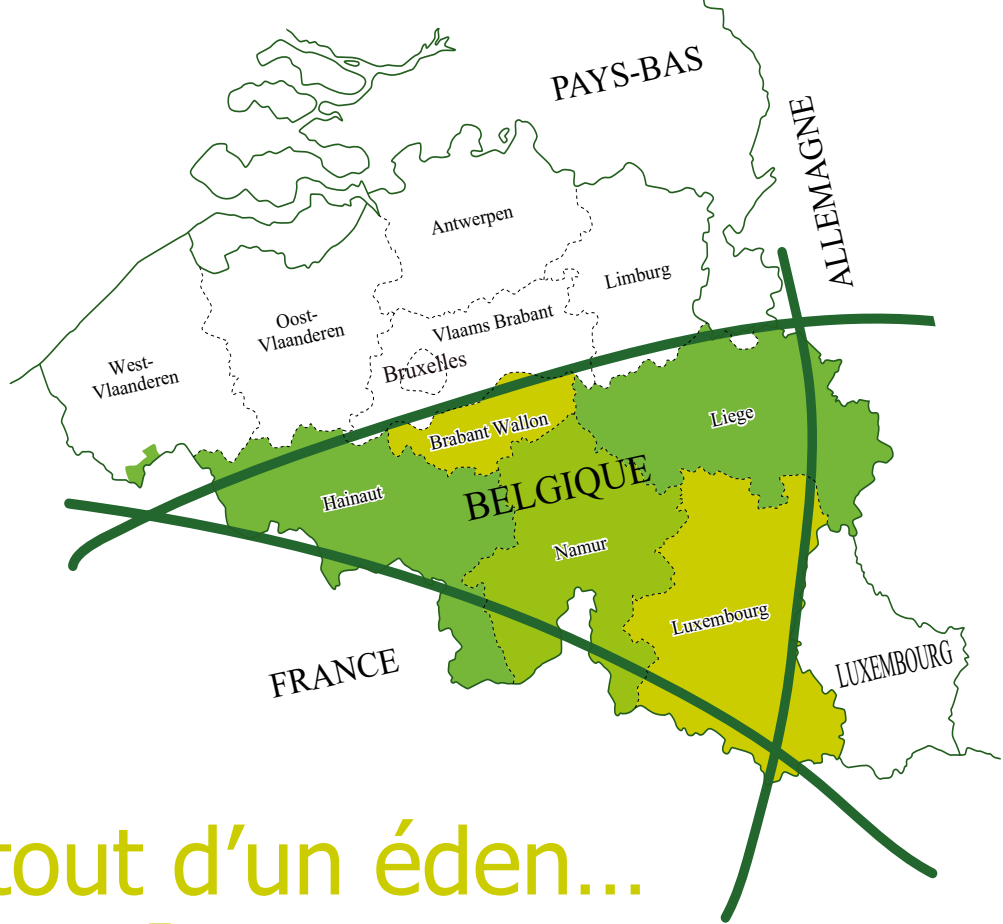 PAYS-BAS
ALLEMAGNE
Antwerpen
Limburg
Oost-
Vlaanderen
Vlaams Brabant
West-
Vlaanderen
Bruxelles
Brabant Wallon
Liege
BELGIQUE
Hainaut
Namur
Luxembourg
FRANCE
LUXEMBOURG
tout d’un éden...